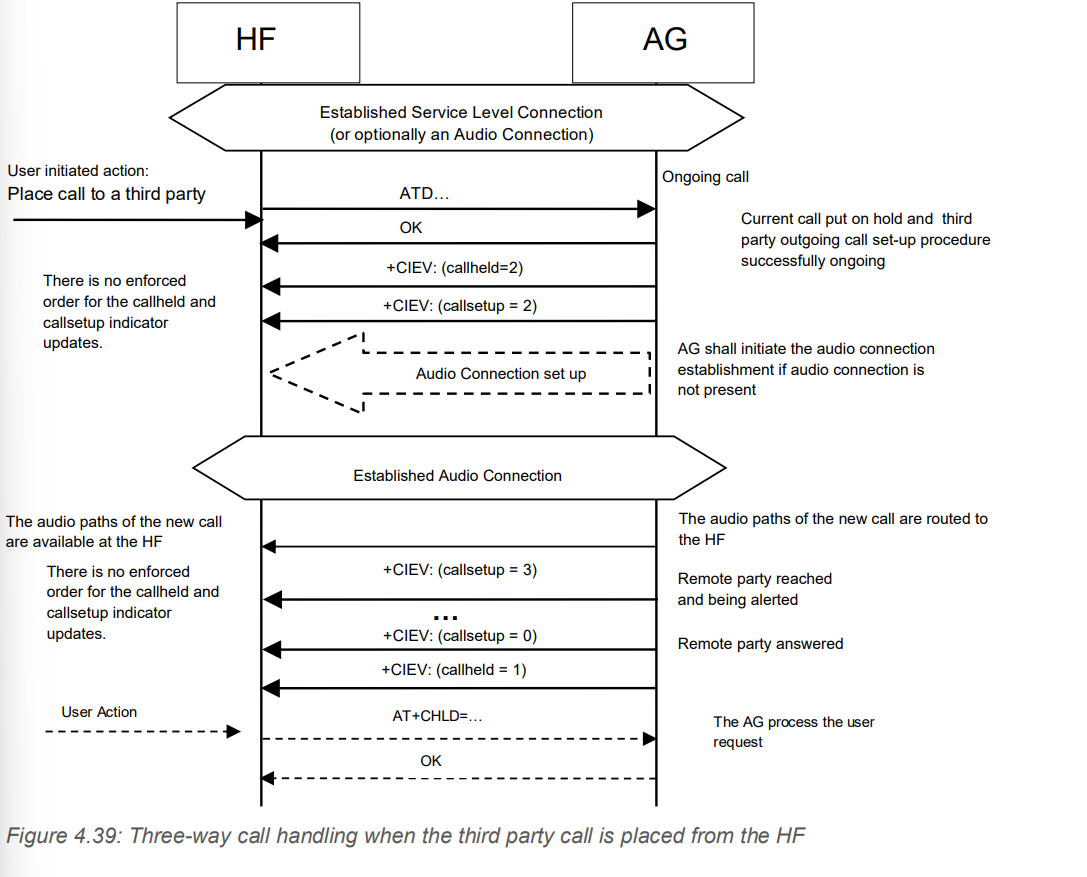 HF
AG
Established Service Level Connection
(or optionally an Audio Connection)
User initiated action:
Place call to a third party
Ongoing call
ATD…
OK
Current call put on hold and  third
party outgoing call set-up procedure
successfully ongoing
+CIEV: (callheld=2)
There is no enforced
order for the callheld and
callsetup indicator
updates.
+CIEV: (callsetup = 2)
Audio Connection set up
AG shall initiate the audio connection
establishment if audio connection is
not present
Established Audio Connection
The audio paths of the new call
are available at the HF
The audio paths of the new call are routed to
the HF
There is no enforced
order for the callheld and
callsetup indicator
updates.
+CIEV: (callsetup = 3)
Remote party reached
and being alerted
…
+CIEV: (callsetup = 0)
Remote party answered
+CIEV: (callheld = 1)
User Action
AT+CHLD=…
The AG process the user
request
OK
Figure 4.39: Three-way call handling when the third party call is placed from the HF